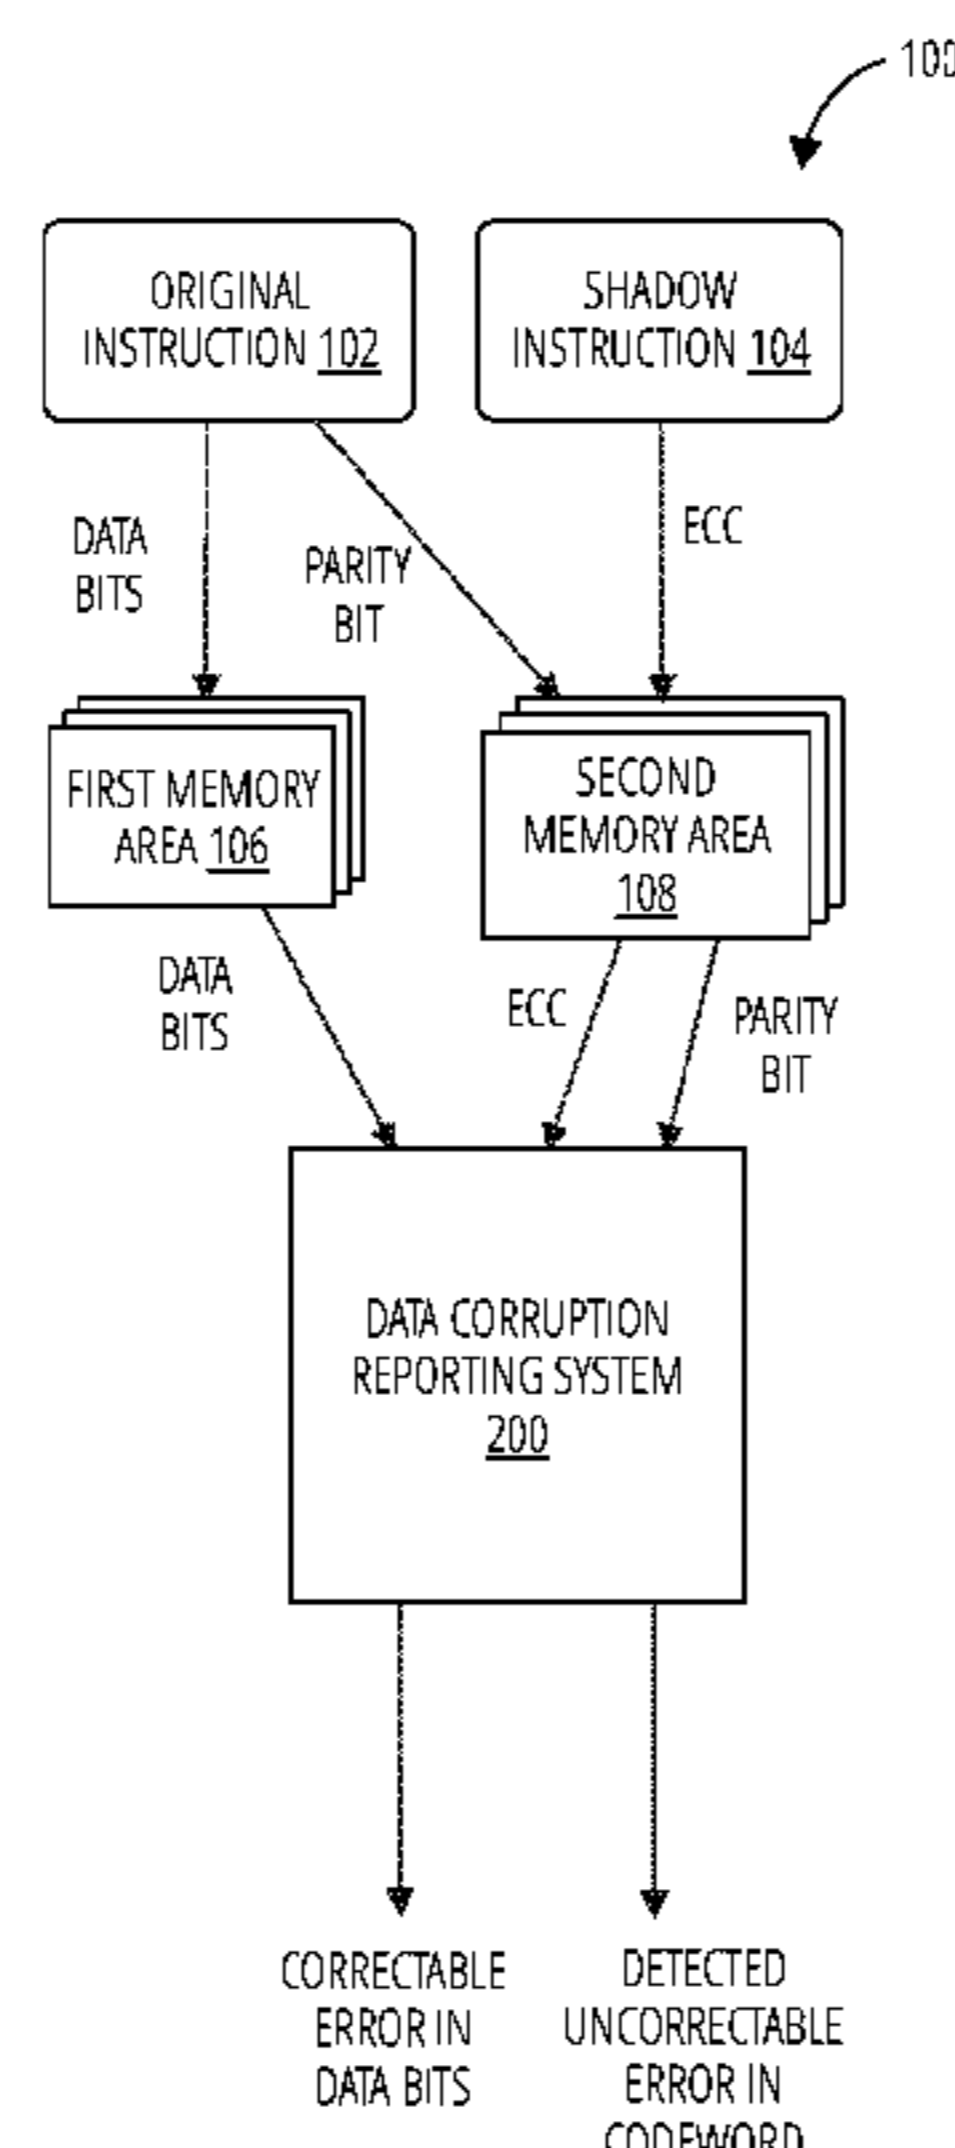 100
ORIGINAL
INSTRUCTION 102
SHADOW
INSTRUCTION 104
DATA
BITS
PARITY
BIT
ECC
FIRST MEMORY
AREA 106
SECOND
MEMORY AREA
108
DATA
BITS
ECC
PARITY
BIT
DATA CORRUPTION
REPORTING SYSTEM
200
CORRECTABLE
ERROR IN
DATA BITS
DETECTED
UNCORRECTABLE
ERROR IN
CODEWORD